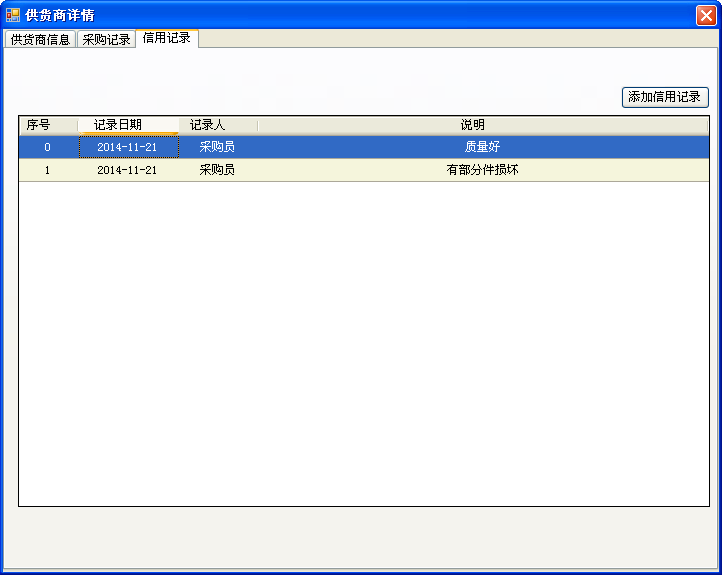 供货商详情
供货商信息 采购记录 信用记录
添加信用记录
序号 记录日期 记录人 说明
0 2014-11-21 采购员 质量好
1 2014-11-21 采购员 有部分件损坏